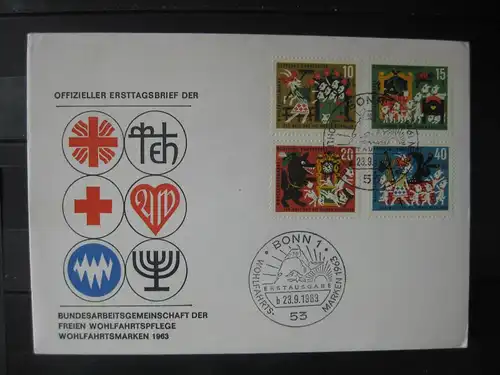 OFFIZIELLER ERSTTAGSBRIEF DER
10
15
20
40
BONN 1
ERSTAUSGABE
b 23.9.1963
WOHLFAHRTS-
MARKEN 1963
53
BUNDESARBEITSGEMEINSCHAFT DER
FREIEN WOHLFAHRTSPFLEGE
WOHLFAHRTSMARKEN 1963